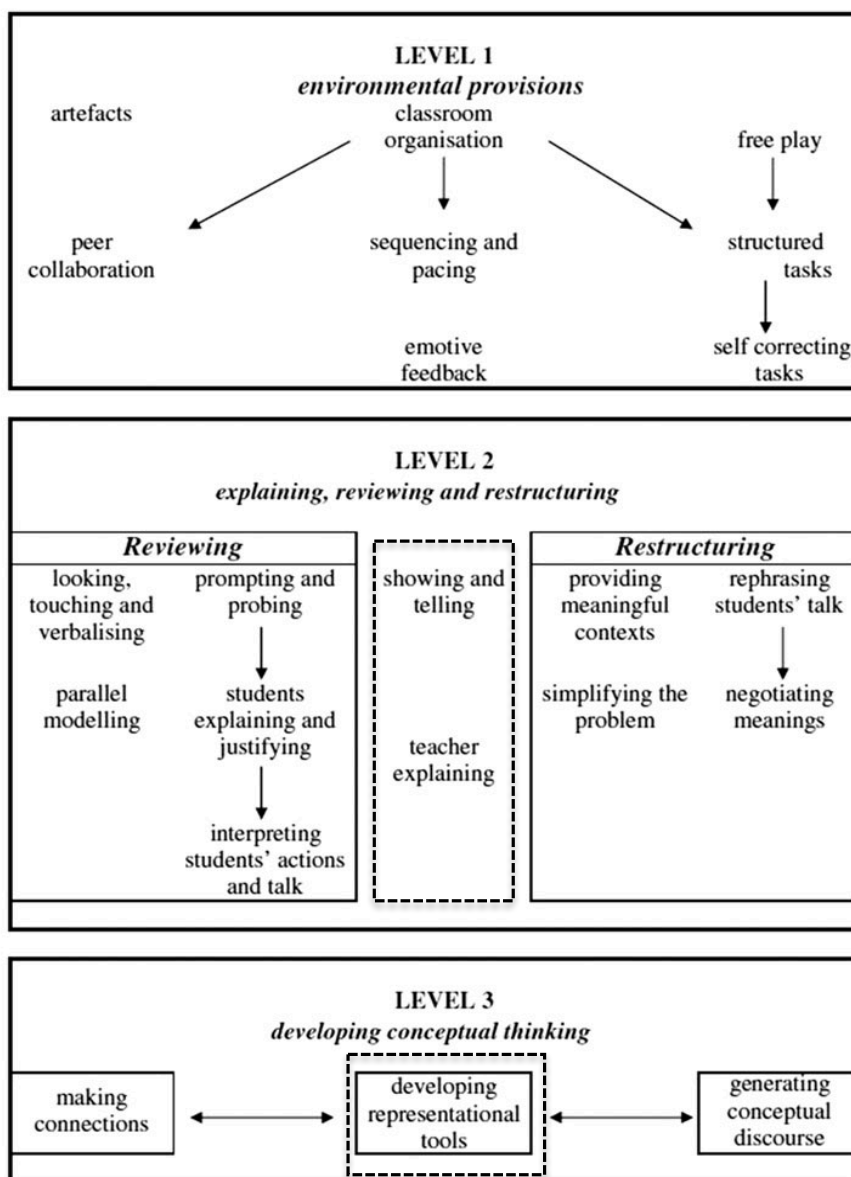 LEVEL 1
environmental provisions
artefacts
classroom
organisation
free play
peer
collaboration
sequencing and
pacing
structured
tasks
emotive
feedback
self correcting
tasks
LEVEL 2
explaining, reviewing and restructuring
Reviewing
looking,
touching and
verbalising
prompting and
probing
parallel
modelling
students
explaining and
justifying
interpreting
students’ actions
and talk
showing and
telling
teacher
explaining
Restructuring
providing
meaningful
contexts
rephrasing
students’ talk
simplifying the
problem
negotiating
meanings
LEVEL 3
developing conceptual thinking
making
connections
developing
representational
tools
generating
conceptual
discourse